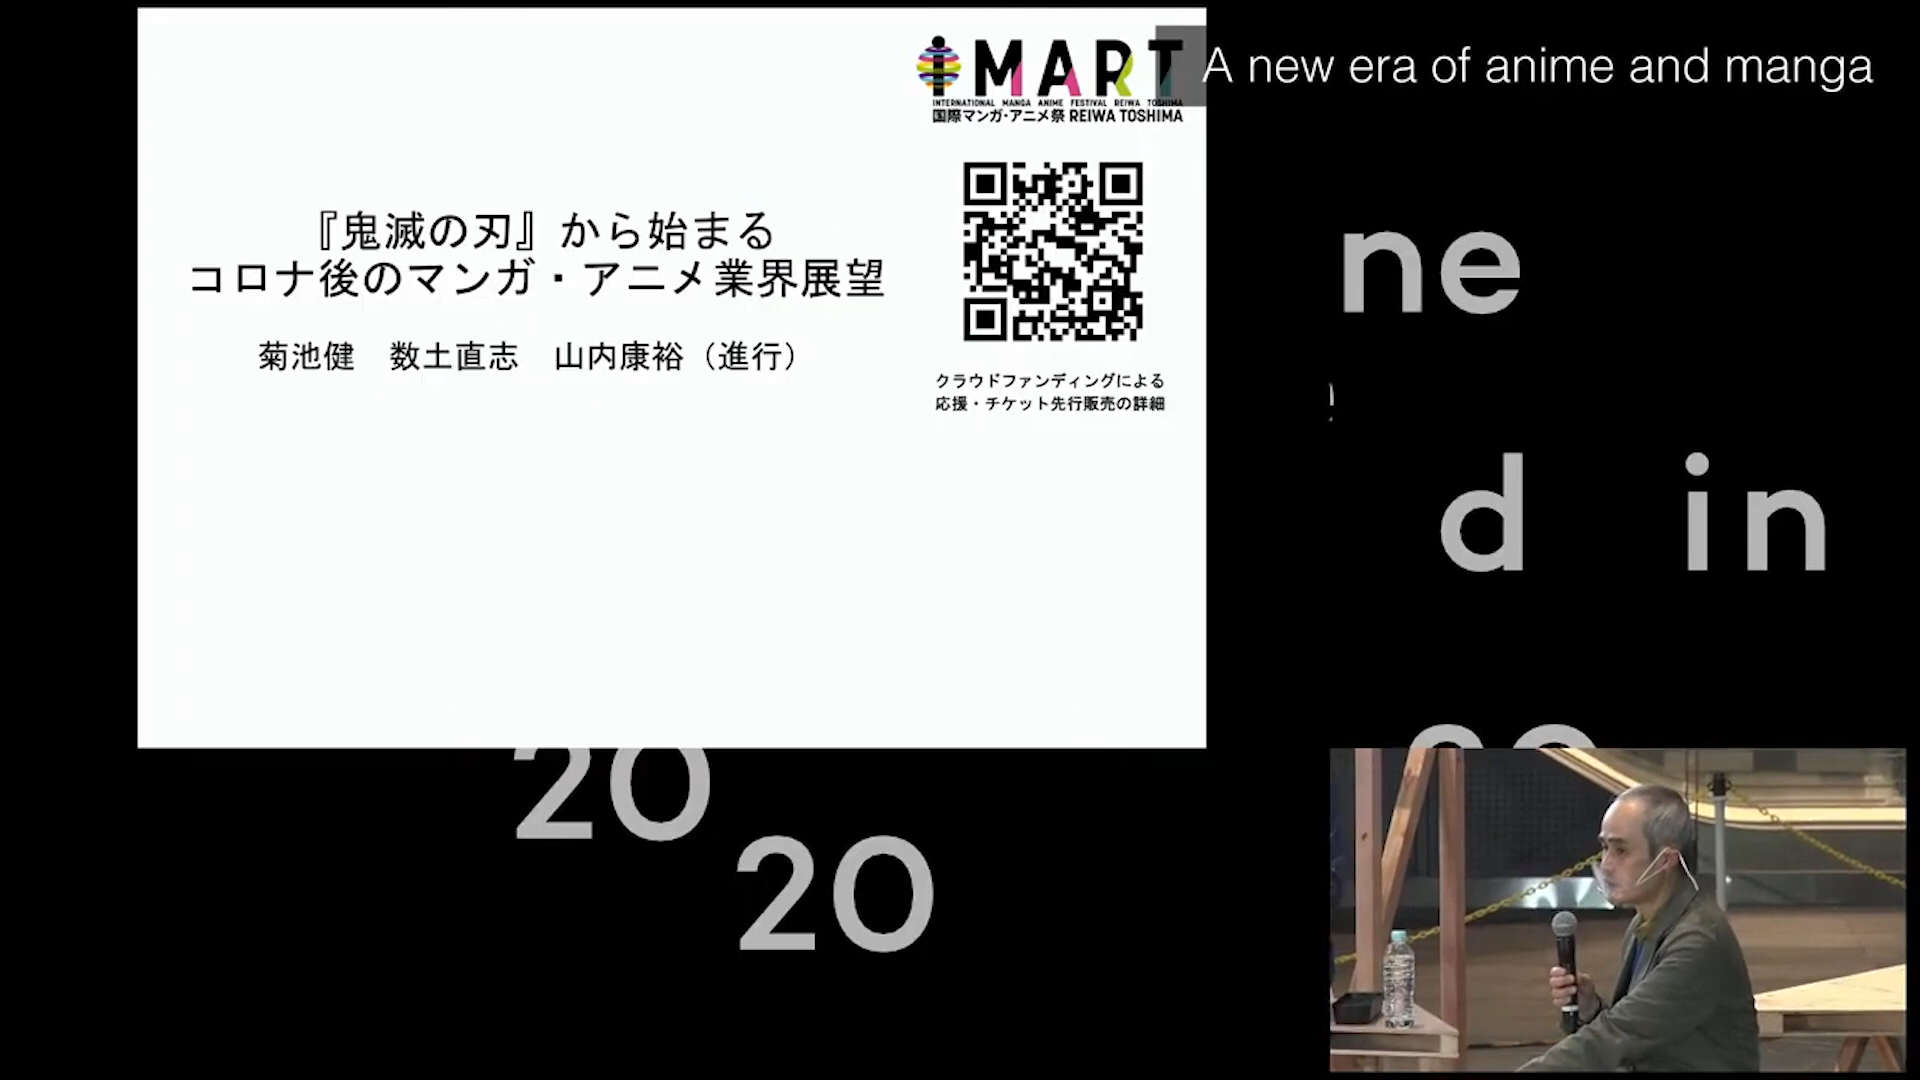 iMART
INTERNATIONAL MANGA ANIME FESTIVAL REIWA TOSHIMA
国際マンガ・アニメ祭 REIWA TOSHIMA
A new era of anime and manga
『鬼滅の刃』から始まる
コロナ後のマンガ・アニメ業界展望
菊池健　数土直志　山内康裕（進行）
クラウドファンディングによる
応援・チケット先行販売の詳細
ne
d in
20
20